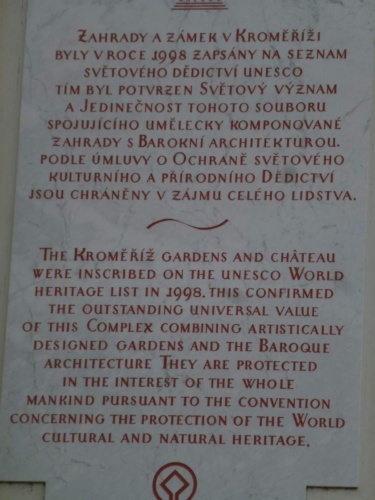 Zahrady a zámek v Kroměříži
byly v roce 1998 zapsány na seznam
světového dědictví unesco
tím byl potvrzen Světový význam
a Jedinečnost tohoto souboru
spojujícího umělecky komponované
zahrady s Barokní architekturou.
podle úmluvy o Ochraně světového
kulturního a přírodního Dědictví
jsou chráněny v zájmu celého lidstva.
The Kroměříž gardens and château
were inscribed on the unesco World
heritage list in 1998. this confirmed
the outstanding universal value
of this Complex combining artistically
designed gardens and the Baroque
architecture They are protected
in the interest of the whole
mankind pursuant to the convention
concerning the protection of the World
cultural and natural heritage.